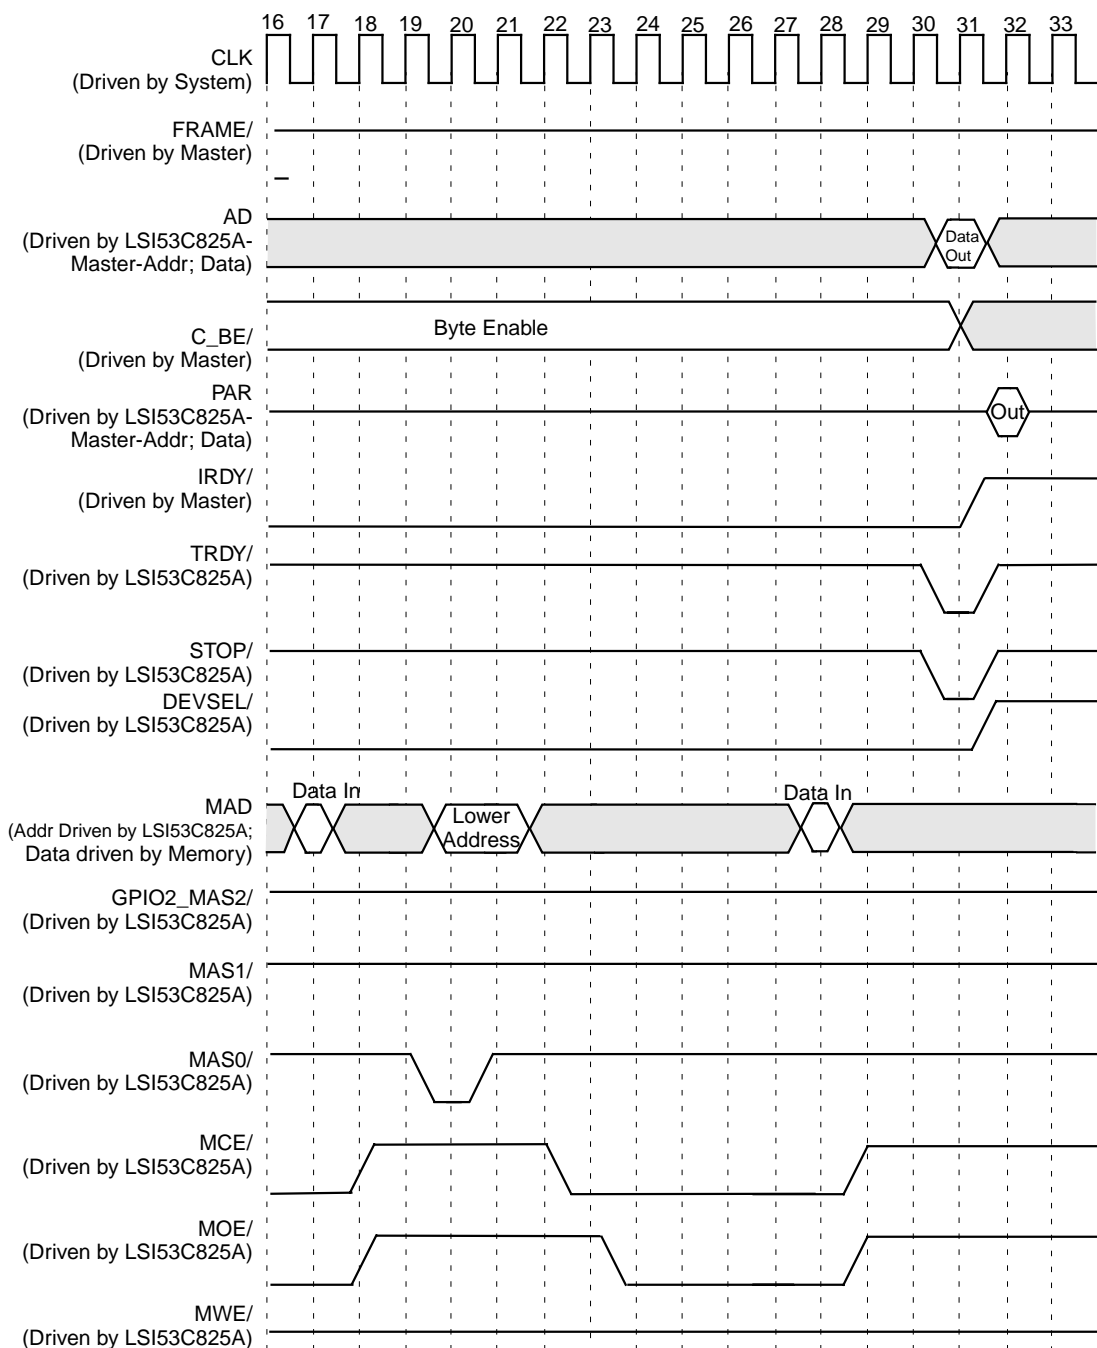 16 17 18 19 20 21 22 23 24 25 26 27 28 29 30 31 32 33
CLK
(Driven by System)
FRAME/
(Driven by Master)
AD
(Driven by LSI53C825A-
Master-Addr; Data)
Data
Out
C_BE/
(Driven by Master)
Byte Enable
PAR
(Driven by LSI53C825A-
Master-Addr; Data)
Out
IRDY/
(Driven by Master)
TRDY/
(Driven by LSI53C825A)
STOP/
(Driven by LSI53C825A)
DEVSEL/
(Driven by LSI53C825A)
MAD
(Addr Driven by LSI53C825A;
Data driven by Memory)
Data In
Lower
Address
Data In
GPIO2_MAS2/
(Driven by LSI53C825A)
MAS1/
(Driven by LSI53C825A)
MAS0/
(Driven by LSI53C825A)
MCE/
(Driven by LSI53C825A)
MOE/
(Driven by LSI53C825A)
MWE/
(Driven by LSI53C825A)